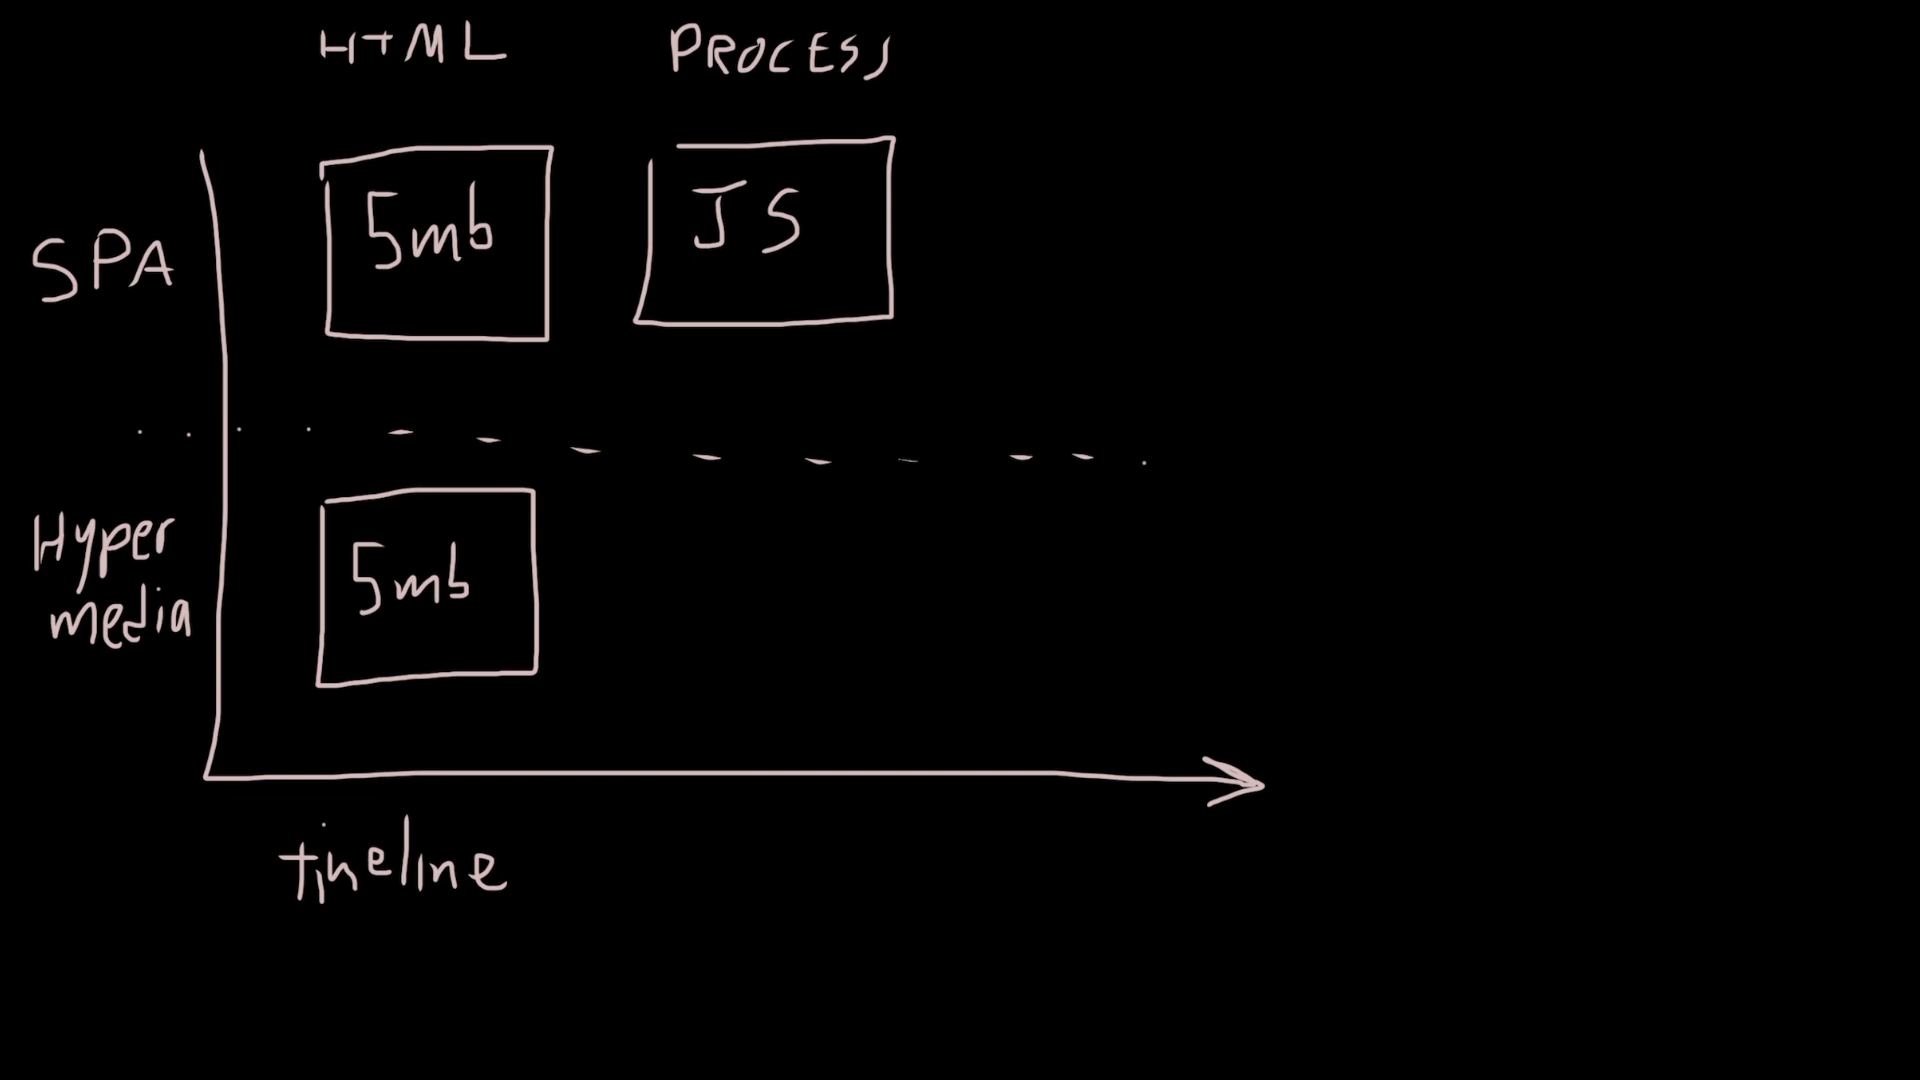 HTML PROCESS
5mb JS
SPA
5mb
Hyper
media
timeline